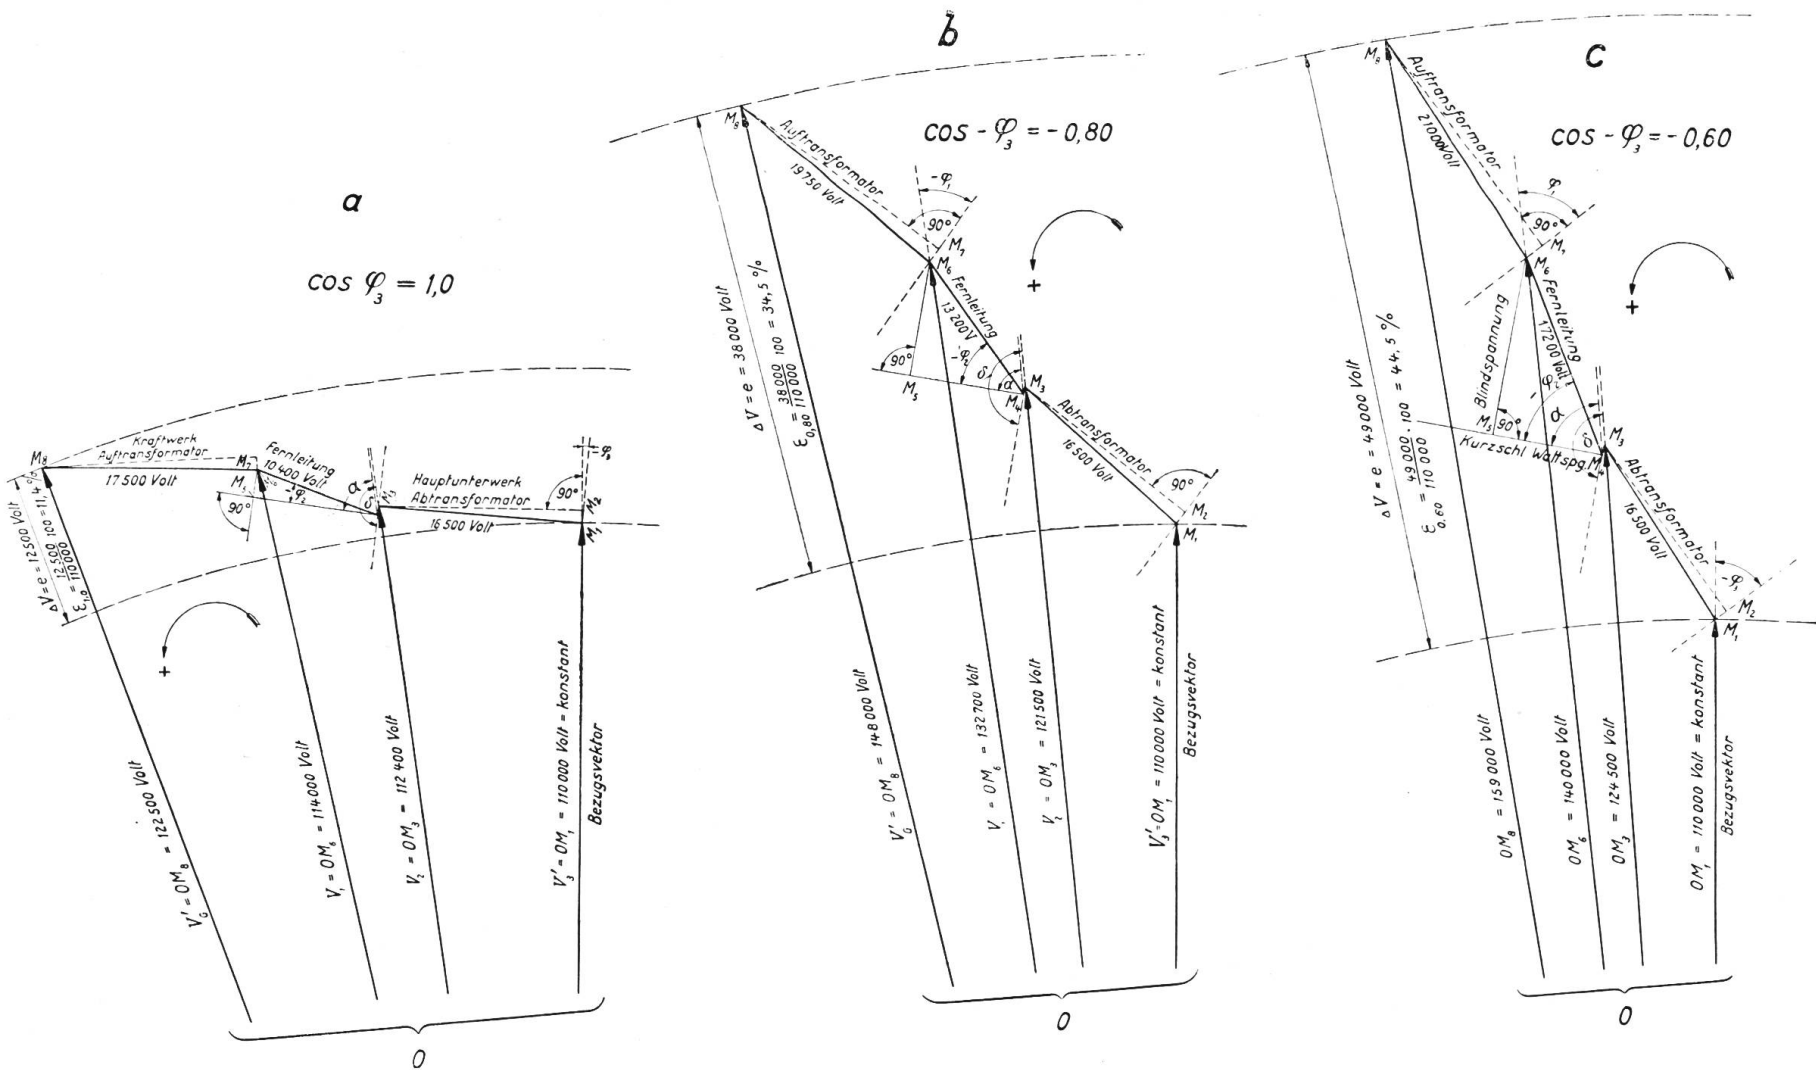 a
cos φ₃ = 1,0
M₈
Kraftwerk
Auftransformator
17 500 Volt
M₇
Fernleitung
10 400 Volt
-φ₂
M₅
90°
α
δ
M₃
Hauptunterwerk
Abtransformator
16 500 Volt
90°
-φ₃
M₂
M₁
ΔV = e = 12 500 Volt
ε₁,₀ = 12 500 · 100 / 110 000 = 11,4 %
+
V'G = OM₈ = 122 500 Volt
V₁ = OM₆ = 114 000 Volt
V₂ = OM₃ = 112 400 Volt
V₃' = OM₁ = 110 000 Volt = konstant
Bezugsvektor
O
b
cos - φ₃ = - 0,80
M₈
Auftransformator
19 750 Volt
-φ₁
90°
M₇
M₆
Fernleitung
13 200 V
-φ₂
90°
M₅
δ
α
M₃
M₄
Abtransformator
16 500 Volt
90°
M₂
M₁
+
ΔV = e = 38 000 Volt
ε₀,₈₀ = 38 000 · 100 / 110 000 = 34,5 %
V'G = OM₈ = 148 000 Volt
V₁ = OM₆ = 132 700 Volt
V₂ = OM₃ = 121 500 Volt
V₃' = OM₁ = 110 000 Volt = konstant
Bezugsvektor
O
c
cos - φ₃ = - 0,60
M₈
Auftransformator
21 000 Volt
φ₁
90°
M₇
M₆
Fernleitung
17 200 Volt
Blindspannung
-φ₂
M₅
90°
α
δ
M₃
M₄
Kurzschl Wattspg.
Abtransformator
16 500 Volt
-φ₃
M₂
M₁
+
ΔV = e = 49 000 Volt
ε₀,₆₀ = 49 000 · 100 / 110 000 = 44,5 %
OM₈ = 159 000 Volt
OM₆ = 140 000 Volt
OM₃ = 124 500 Volt
OM₁ = 110 000 Volt = konstant
Bezugsvektor
O